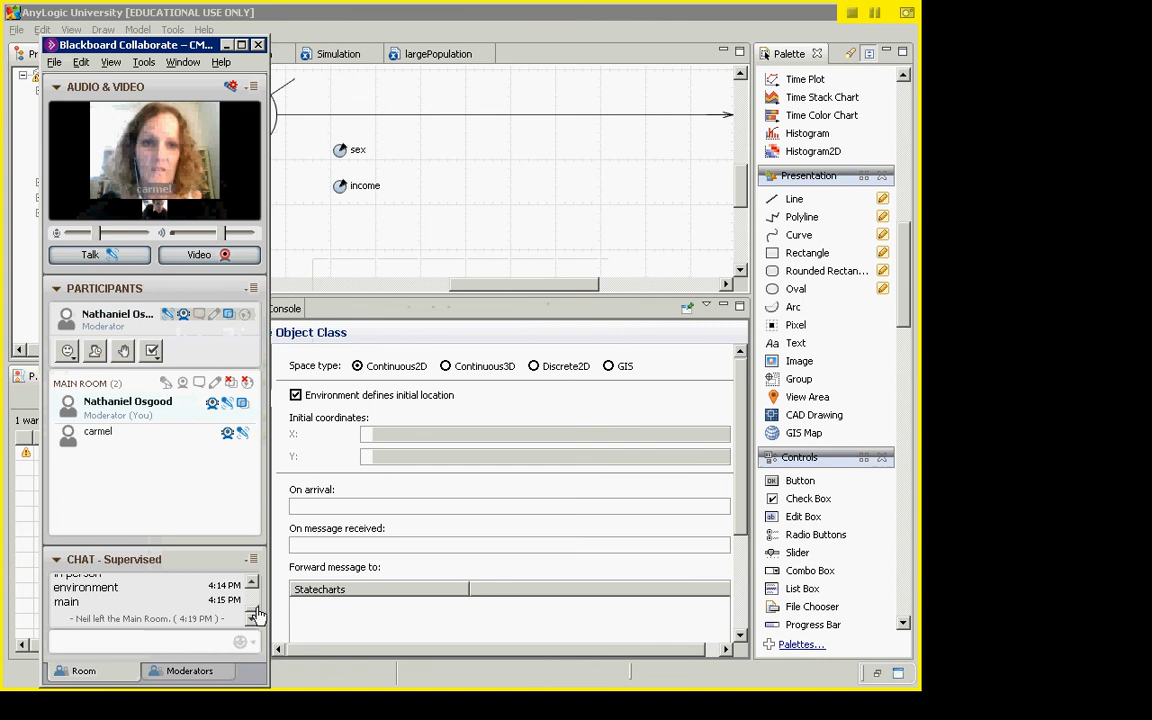 AnyLogic University [EDUCATIONAL USE ONLY]
File Edit View Draw Model Tools Help
Blackboard Collaborate – CM...
File Edit View Tools Window Help
AUDIO & VIDEO
carmel
Talk Video
PARTICIPANTS
Nathaniel Os...
Moderator
MAIN ROOM (2)
Nathaniel Osgood
Moderator (You)
carmel
CHAT - Supervised
in person
environment 4:14 PM
main 4:15 PM
- Neil left the Main Room. ( 4:19 PM ) -
Room Moderators
Pr
P.
1 war
Simulation largePopulation
sex
income
Console
Object Class
Space type: Continuous2D Continuous3D Discrete2D GIS
Environment defines initial location
Initial coordinates:
X:
Y:
On arrival:
On message received:
Forward message to:
Statecharts
Palette
Time Plot
Time Stack Chart
Time Color Chart
Histogram
Histogram2D
Presentation
Line
Polyline
Curve
Rectangle
Rounded Rectan...
Oval
Arc
Pixel
Text
Image
Group
View Area
CAD Drawing
GIS Map
Controls
Button
Check Box
Edit Box
Radio Buttons
Slider
Combo Box
List Box
File Chooser
Progress Bar
Palettes...